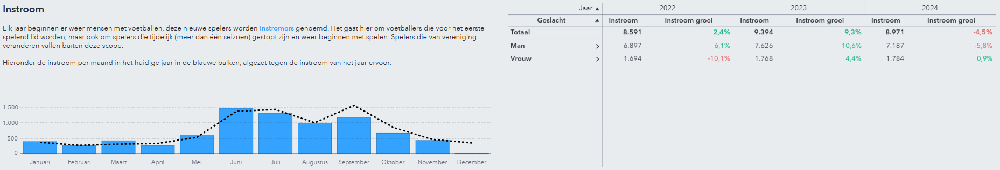 Instroom
Elk jaar beginnen er weer mensen met voetballen, deze nieuwe spelers worden instromers genoemd. Het gaat hier om voetballers die voor het eerste
spelend lid worden, maar ook om spelers die tijdelijk (meer dan één seizoen) gestopt zijn en weer beginnen met spelen. Spelers die van vereniging
veranderen vallen buiten deze scope.
Hieronder de instroom per maand in het huidige jaar in de blauwe balken, afgezet tegen de instroom van het jaar ervoor.
1.500
1.000
500
0
Januari Februari Maart April Mei Juni Juli Augustus September Oktober November December
Jaar 2022 2023 2024
Geslacht Instroom Instroom groei Instroom Instroom groei Instroom Instroom groei
Totaal 8.591 2,4% 9.394 9,3% 8.971 -4,5%
Man 6.897 6,1% 7.626 10,6% 7.187 -5,8%
Vrouw 1.694 -10,1% 1.768 4,4% 1.784 0,9%